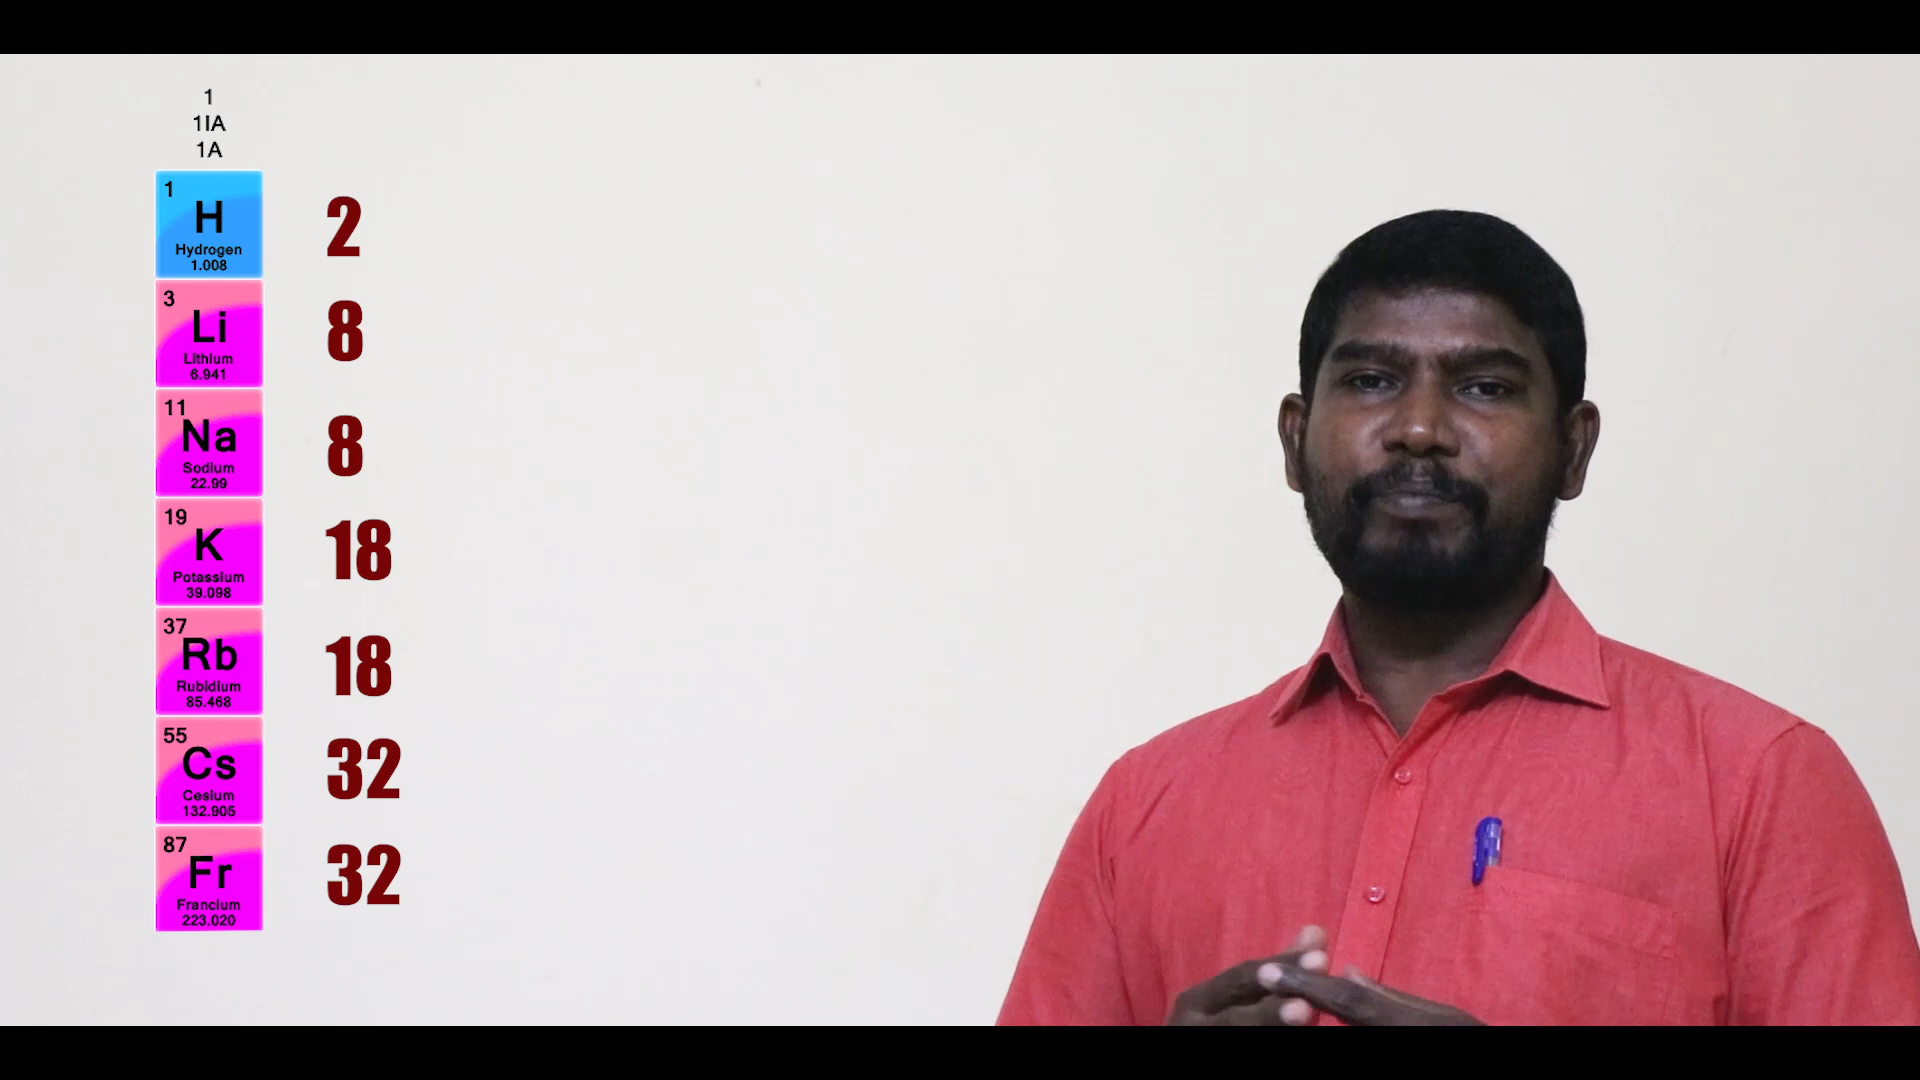 1
1IA
1A
1
H
Hydrogen
1.008
2
3
Li
Lithium
6.941
8
11
Na
Sodium
22.99
8
19
K
Potassium
39.098
18
37
Rb
Rubidium
85.468
18
55
Cs
Cesium
132.905
32
87
Fr
Francium
223.020
32